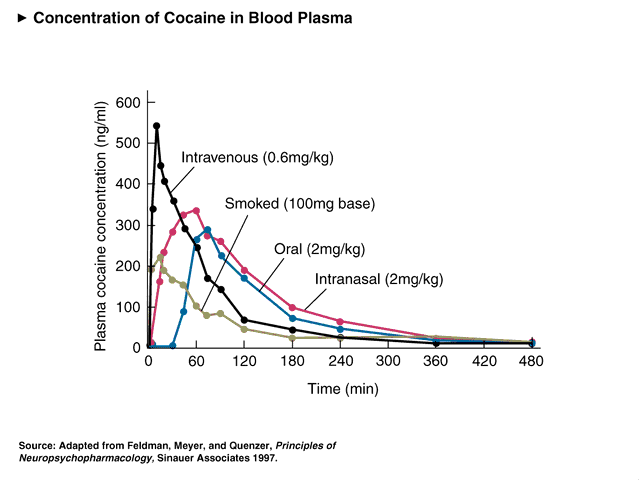 ► Concentration of Cocaine in Blood Plasma
Plasma cocaine concentration (ng/ml)
600
500
400
300
200
100
0
Intravenous (0.6mg/kg)
Smoked (100mg base)
Oral (2mg/kg)
Intranasal (2mg/kg)
0 60 120 180 240 300 360 420 480
Time (min)
Source: Adapted from Feldman, Meyer, and Quenzer, Principles of
Neuropsychopharmacology, Sinauer Associates 1997.